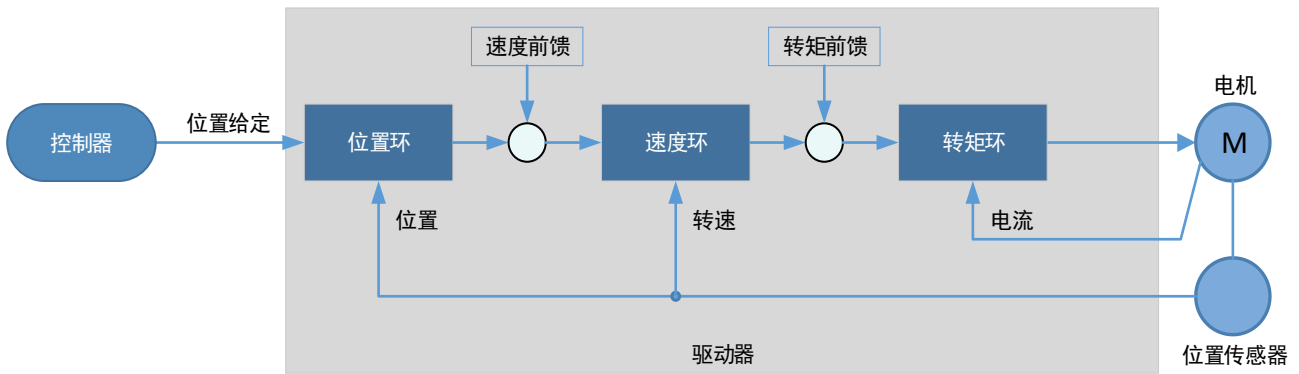 速度前馈
转矩前馈
电机
控制器
位置给定
位置环
速度环
转矩环
M
位置
转速
电流
驱动器
位置传感器